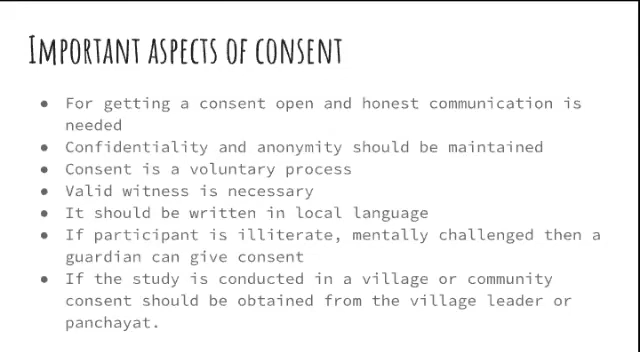 IMPORTANT ASPECTS OF CONSENT
● For getting a consent open and honest communication is
needed
● Confidentiality and anonymity should be maintained
● Consent is a voluntary process
● Valid witness is necessary
● It should be written in local language
● If participant is illiterate, mentally challenged then a
guardian can give consent
● If the study is conducted in a village or community
consent should be obtained from the village leader or
panchayat.